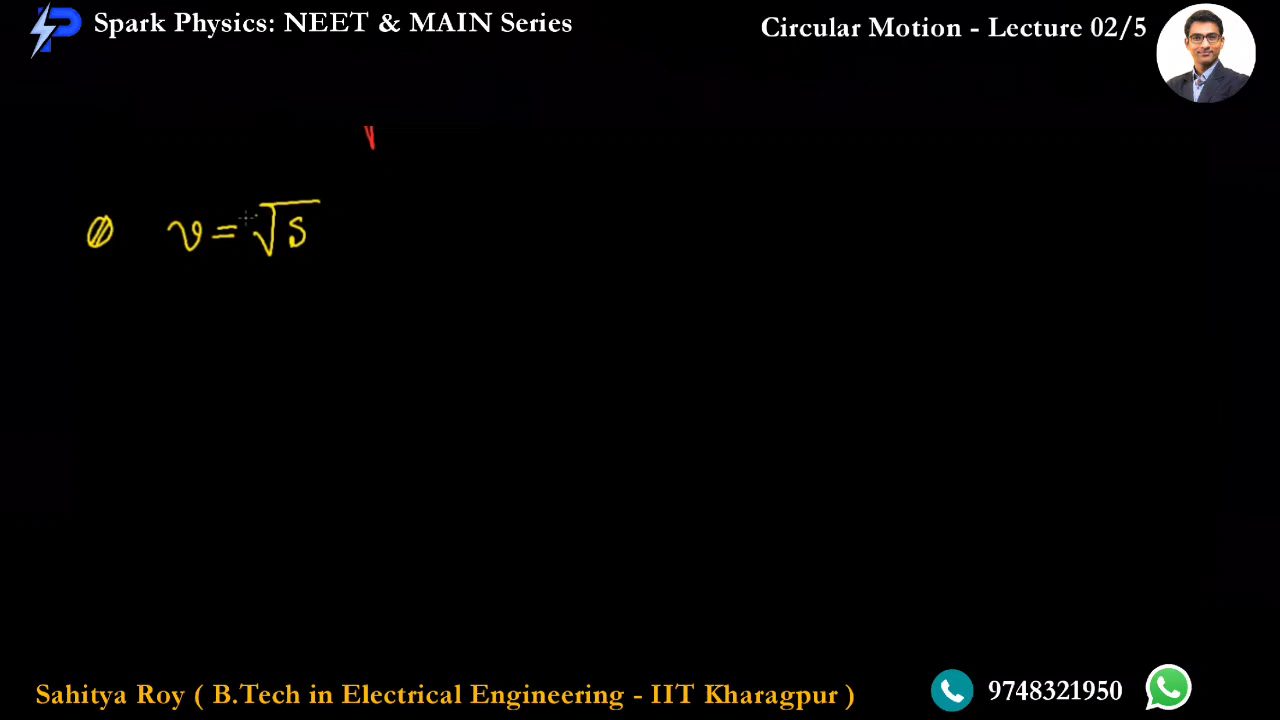 Spark Physics: NEET & MAIN Series
Circular Motion - Lecture 02/5
v = √S
Sahitya Roy ( B.Tech in Electrical Engineering - IIT Kharagpur )
9748321950